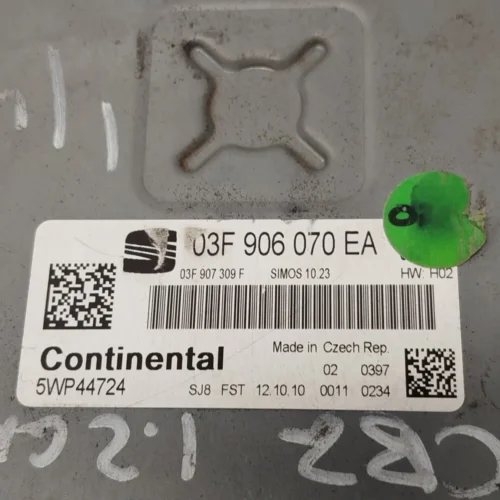 03F 906 070 EA
03F 907 309 F SIMOS 10.23 HW: H02
Continental
Made in Czech Rep.
02 0397
5WP44724
SJ8 FST 12.10.10 0011 0234
CBZ 1.2